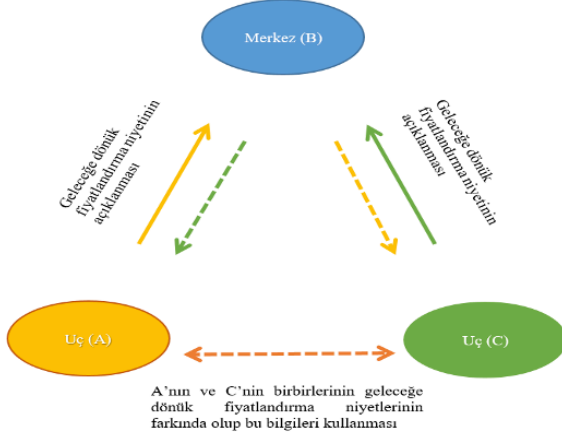 Merkez (B)
Geleceğe dönük
fiyatlandırma niyetinin
açıklanması
Geleceğe dönük
fiyatlandırma niyetinin
açıklanması
Uç (A)
Uç (C)
A’nın ve C’nin birbirlerinin geleceğe
dönük fiyatlandırma niyetlerinin
farkında olup bu bilgileri kullanması